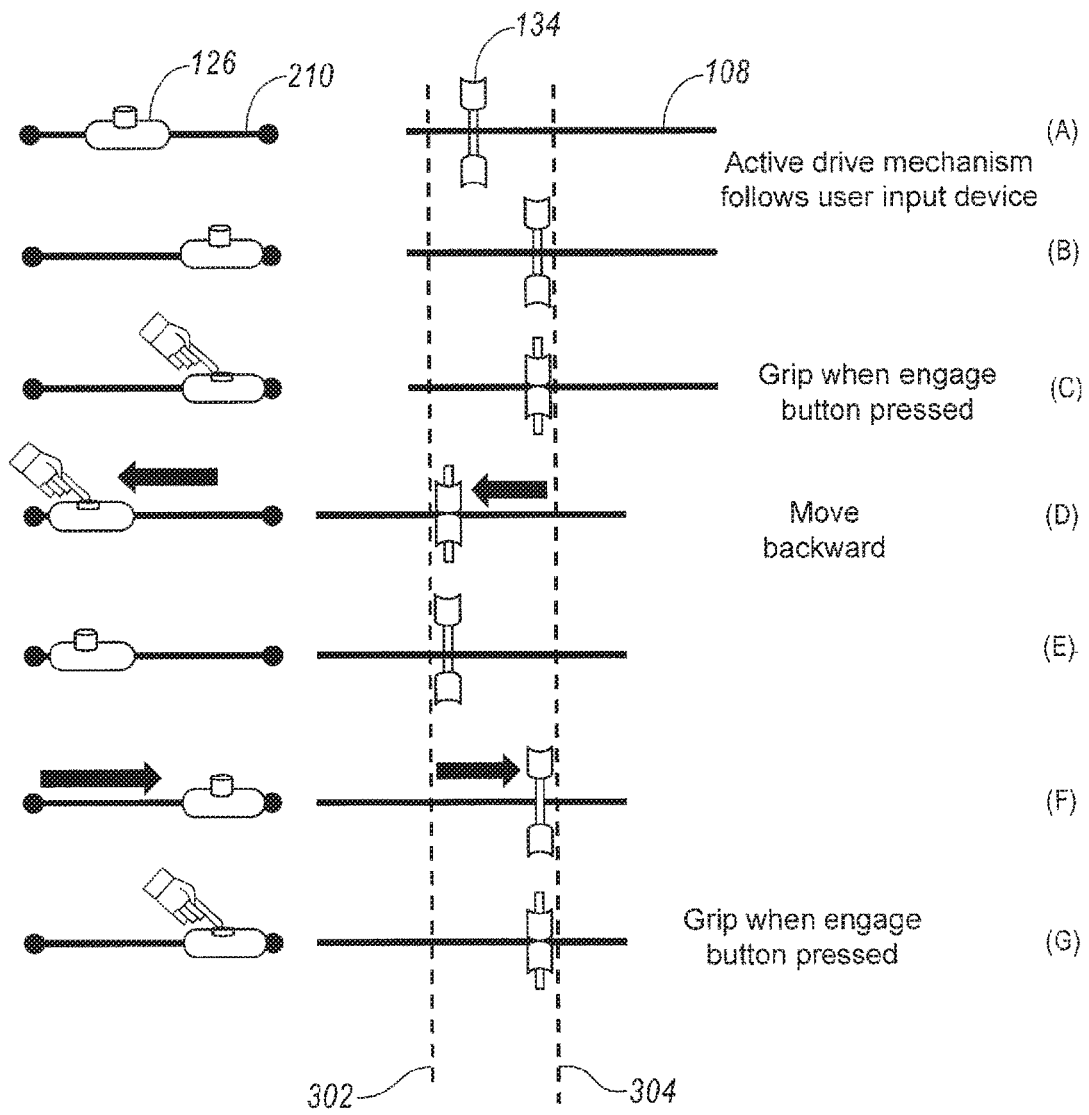 134
126
210
108
(A)
Active drive mechanism
follows user input device
(B)
Grip when engage
button pressed
(C)
Move
backward
(D)
(E)
(F)
Grip when engage
button pressed
(G)
302
304